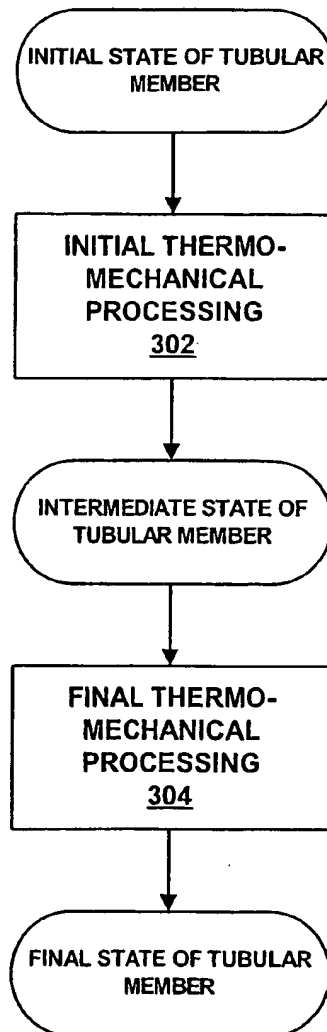 INITIAL STATE OF TUBULAR
MEMBER
INITIAL THERMO-
MECHANICAL
PROCESSING
302
INTERMEDIATE STATE OF
TUBULAR MEMBER
FINAL THERMO-
MECHANICAL
PROCESSING
304
FINAL STATE OF TUBULAR
MEMBER